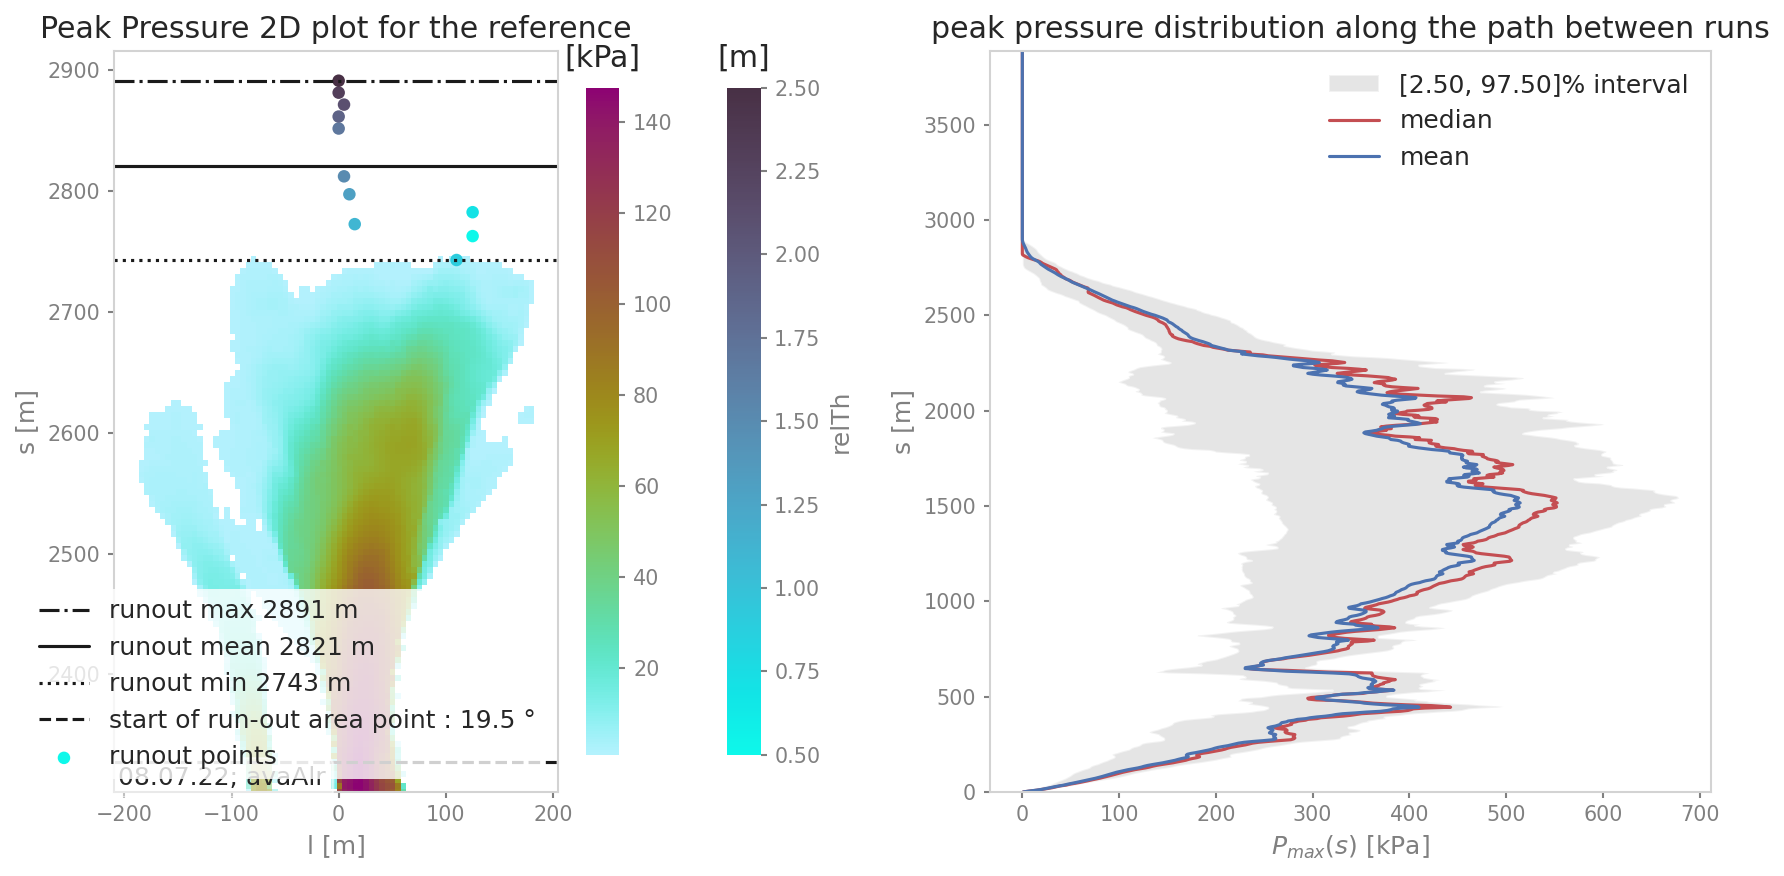 Peak Pressure 2D plot for the reference
[kPa]
[m]
2900
2800
2700
2600
2500
2400
s [m]
−200
−100
0
100
200
l [m]
runout max 2891 m
runout mean 2821 m
runout min 2743 m
start of run-out area point : 19.5 °
runout points
08.07.22; avaAlr
140
120
100
80
60
40
20
2.50
2.25
2.00
1.75
1.50
1.25
1.00
0.75
0.50
relTh
peak pressure distribution along the path between runs
[2.50, 97.50]% interval
median
mean
3500
3000
2500
2000
1500
1000
500
0
s [m]
0
100
200
300
400
500
600
700
Pmax(s) [kPa]